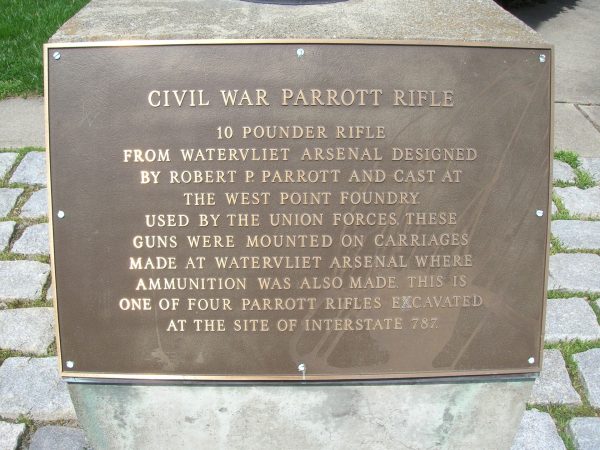 CIVIL WAR PARROTT RIFLE
10 POUNDER RIFLE
FROM WATERVLIET ARSENAL DESIGNED
BY ROBERT P. PARROTT AND CAST AT
THE WEST POINT FOUNDRY.
USED BY THE UNION FORCES, THESE
GUNS WERE MOUNTED ON CARRIAGES
MADE AT WATERVLIET ARSENAL WHERE
AMMUNITION WAS ALSO MADE. THIS IS
ONE OF FOUR PARROTT RIFLES EXCAVATED
AT THE SITE OF INTERSTATE 787.